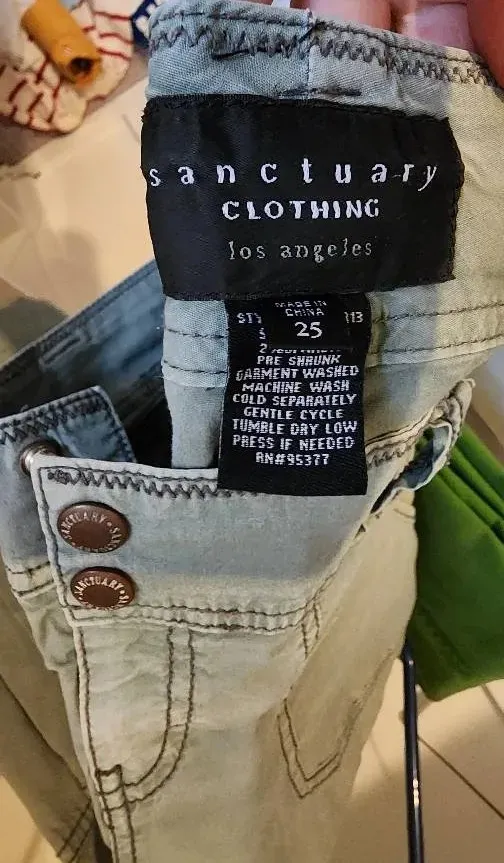 sanctuary
CLOTHING
los angeles
MADE IN
CHINA
25
PRE SHRUNK
GARMENT WASHED
MACHINE WASH
COLD SEPARATELY
GENTLE CYCLE
TUMBLE DRY LOW
PRESS IF NEEDED
RN#95377
SANCTUARY
SANCTUARY